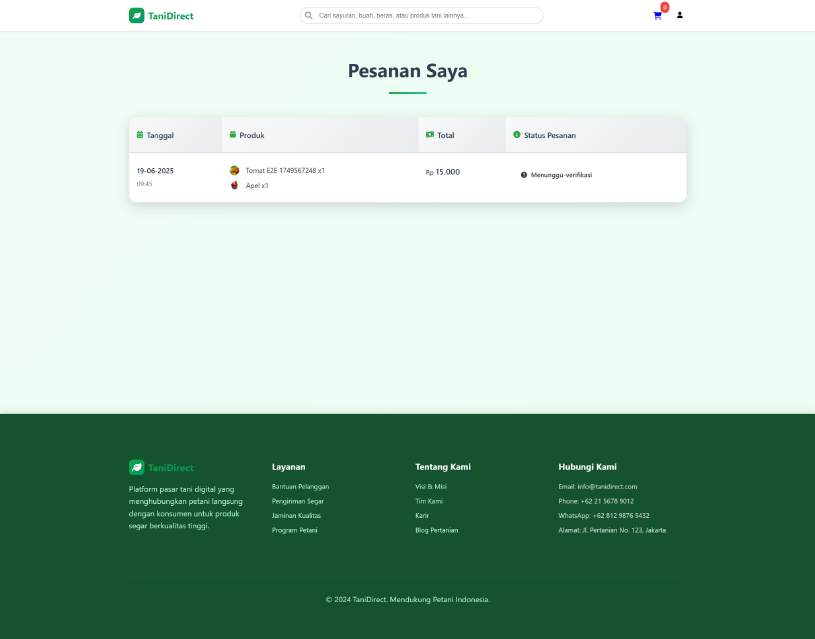 TaniDirect
Cari sayuran, buah, beras, atau produk tani lainnya...
0
Pesanan Saya
Tanggal Produk Total Status Pesanan
19-06-2025
09:45
Tomat E2E 1749567248 x1
Apel x1
Rp 15.000
Menunggu-verifikasi
TaniDirect
Platform pasar tani digital yang
menghubungkan petani langsung
dengan konsumen untuk produk
segar berkualitas tinggi.
Layanan
Bantuan Pelanggan
Pengiriman Segar
Jaminan Kualitas
Program Petani
Tentang Kami
Visi & Misi
Tim Kami
Karir
Blog Pertanian
Hubungi Kami
Email: info@tanidirect.com
Phone: +62 21 5678 9012
WhatsApp: +62 812 9876 5432
Alamat: Jl. Pertanian No. 123, Jakarta
© 2024 TaniDirect. Mendukung Petani Indonesia.